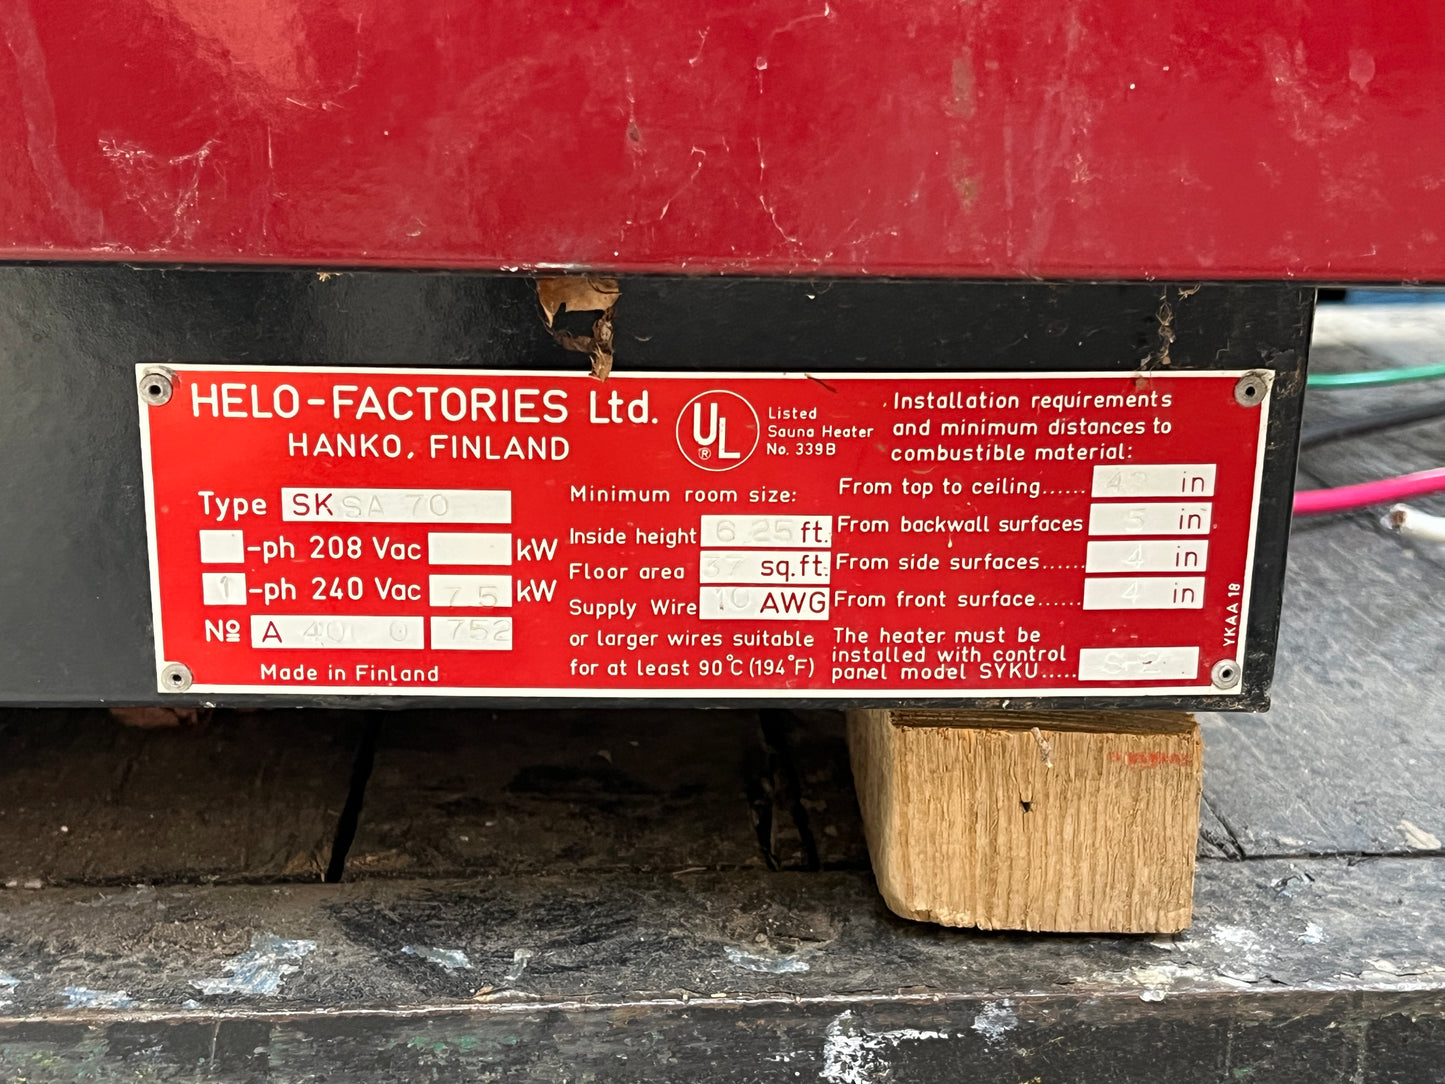 HELO-FACTORIES Ltd.
HANKO, FINLAND
UL
®
Listed
Sauna Heater
No. 339B
Type SKSA 70
-ph 208 Vac kW
1 -ph 240 Vac 7.5 kW
No A 40 0 752
Made in Finland
Minimum room size:
Inside height 6.25 ft.
Floor area 37 sq.ft.
Supply Wire 10 AWG
or larger wires suitable
for at least 90°C (194°F)
Installation requirements
and minimum distances to
combustible material:
From top to ceiling...... in
From backwall surfaces 5 in
From side surfaces...... 4 in
From front surface...... 4 in
The heater must be
installed with control
panel model SYKU.....
YKAA 18